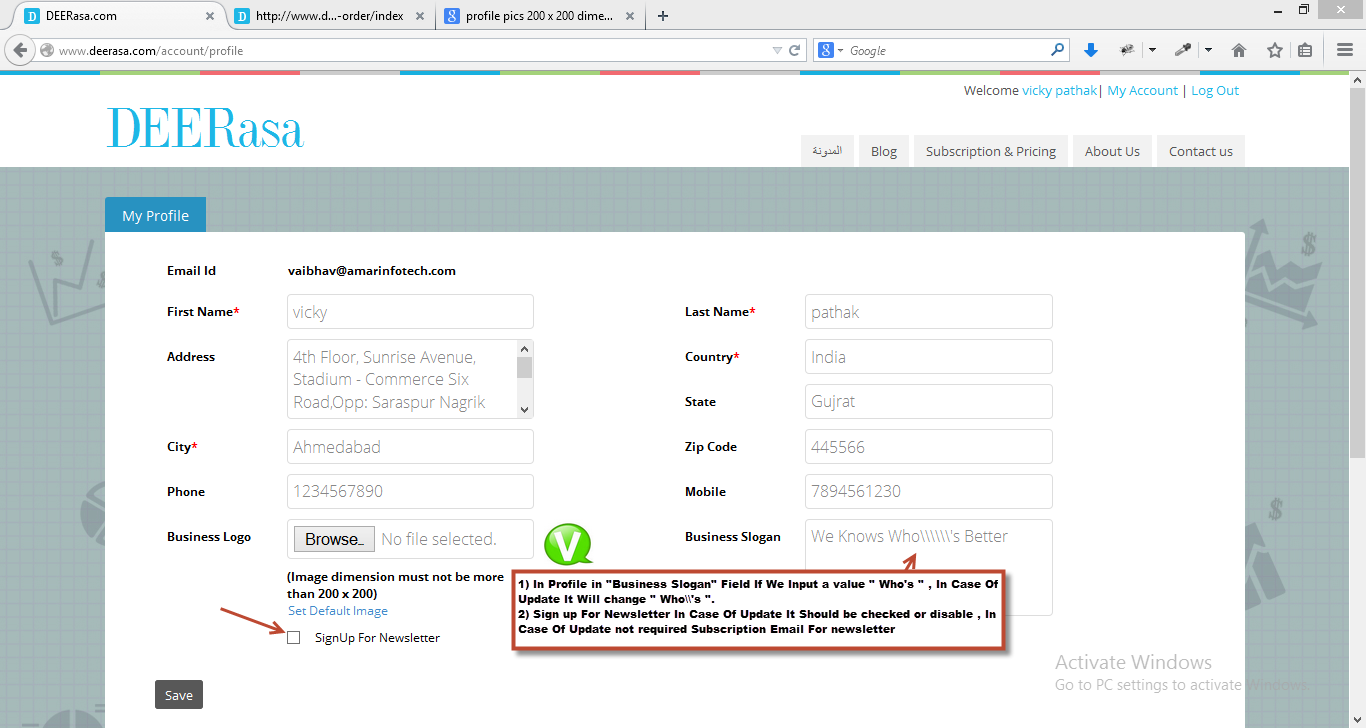 DEERasa.com
http://www.d...-order/index
profile pics 200 x 200 dime...
www.deerasa.com/account/profile
Google
Welcome vicky pathak| My Account | Log Out
DEERasa
المدونة Blog Subscription & Pricing About Us Contact us
My Profile
Email Id vaibhav@amarinfotech.com
First Name* vicky
Last Name* pathak
Address 4th Floor, Sunrise Avenue,
Stadium - Commerce Six
Road,Opp: Saraspur Nagrik
Country* India
State Gujrat
City* Ahmedabad
Zip Code 445566
Phone 1234567890
Mobile 7894561230
Business Logo Browse_ No file selected.
Business Slogan We Knows Who\\\\\\'s Better
(Image dimension must not be more
than 200 x 200)
Set Default Image
1) In Profile in "Business Slogan" Field If We Input a value " Who's " , In Case Of
Update It Will change " Who\\'s ".
2) Sign up For Newsletter In Case Of Update It Should be checked or disable , In
Case Of Update not required Subscription Email For newsletter
SignUp For Newsletter
Save
Activate Windows
Go to PC settings to activate Windows.